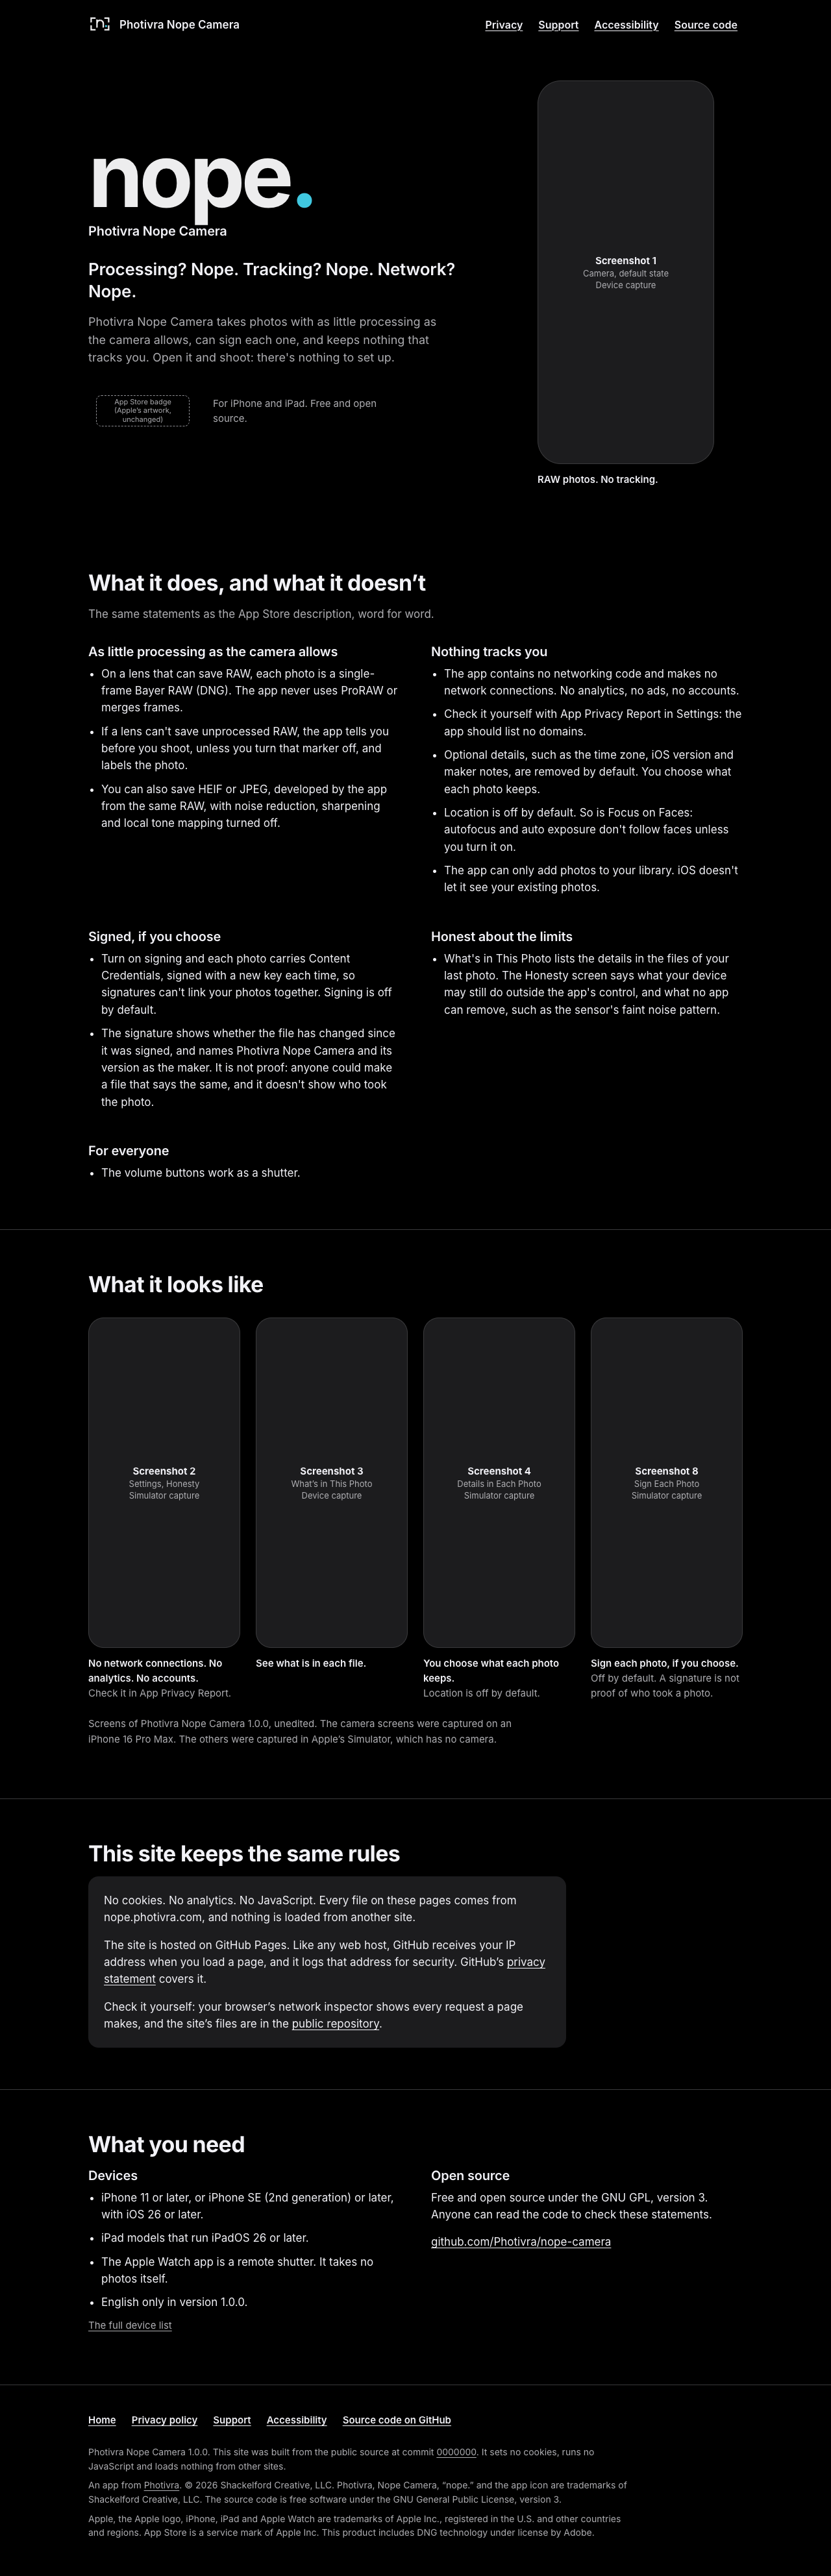 Photivra Nope Camera
Privacy Support Accessibility Source code
nope.
Photivra Nope Camera
Processing? Nope. Tracking? Nope. Network?
Nope.
Photivra Nope Camera takes photos with as little processing as
the camera allows, can sign each one, and keeps nothing that
tracks you. Open it and shoot: there's nothing to set up.
App Store badge
(Apple's artwork,
unchanged)
For iPhone and iPad. Free and open
source.
Screenshot 1
Camera, default state
Device capture
RAW photos. No tracking.
What it does, and what it doesn’t
The same statements as the App Store description, word for word.
As little processing as the camera allows
• On a lens that can save RAW, each photo is a single-
frame Bayer RAW (DNG). The app never uses ProRAW or
merges frames.
• If a lens can't save unprocessed RAW, the app tells you
before you shoot, unless you turn that marker off, and
labels the photo.
• You can also save HEIF or JPEG, developed by the app
from the same RAW, with noise reduction, sharpening
and local tone mapping turned off.
Nothing tracks you
• The app contains no networking code and makes no
network connections. No analytics, no ads, no accounts.
• Check it yourself with App Privacy Report in Settings: the
app should list no domains.
• Optional details, such as the time zone, iOS version and
maker notes, are removed by default. You choose what
each photo keeps.
• Location is off by default. So is Focus on Faces:
autofocus and auto exposure don't follow faces unless
you turn it on.
• The app can only add photos to your library. iOS doesn't
let it see your existing photos.
Signed, if you choose
• Turn on signing and each photo carries Content
Credentials, signed with a new key each time, so
signatures can't link your photos together. Signing is off
by default.
• The signature shows whether the file has changed since
it was signed, and names Photivra Nope Camera and its
version as the maker. It is not proof: anyone could make
a file that says the same, and it doesn't show who took
the photo.
Honest about the limits
• What's in This Photo lists the details in the files of your
last photo. The Honesty screen says what your device
may still do outside the app's control, and what no app
can remove, such as the sensor's faint noise pattern.
For everyone
• The volume buttons work as a shutter.
What it looks like
Screenshot 2
Settings, Honesty
Simulator capture
No network connections. No
analytics. No accounts.
Check it in App Privacy Report.
Screenshot 3
What’s in This Photo
Device capture
See what is in each file.
Screenshot 4
Details in Each Photo
Simulator capture
You choose what each photo
keeps.
Location is off by default.
Screenshot 8
Sign Each Photo
Simulator capture
Sign each photo, if you choose.
Off by default. A signature is not
proof of who took a photo.
Screens of Photivra Nope Camera 1.0.0, unedited. The camera screens were captured on an
iPhone 16 Pro Max. The others were captured in Apple’s Simulator, which has no camera.
This site keeps the same rules
No cookies. No analytics. No JavaScript. Every file on these pages comes from
nope.photivra.com, and nothing is loaded from another site.
The site is hosted on GitHub Pages. Like any web host, GitHub receives your IP
address when you load a page, and it logs that address for security. GitHub’s privacy
statement covers it.
Check it yourself: your browser’s network inspector shows every request a page
makes, and the site’s files are in the public repository.
What you need
Devices
• iPhone 11 or later, or iPhone SE (2nd generation) or later,
with iOS 26 or later.
• iPad models that run iPadOS 26 or later.
• The Apple Watch app is a remote shutter. It takes no
photos itself.
• English only in version 1.0.0.
The full device list
Open source
Free and open source under the GNU GPL, version 3.
Anyone can read the code to check these statements.
github.com/Photivra/nope-camera
Home Privacy policy Support Accessibility Source code on GitHub
Photivra Nope Camera 1.0.0. This site was built from the public source at commit 0000000. It sets no cookies, runs no
JavaScript and loads nothing from other sites.
An app from Photivra. © 2026 Shackelford Creative, LLC. Photivra, Nope Camera, “nope.” and the app icon are trademarks of
Shackelford Creative, LLC. The source code is free software under the GNU General Public License, version 3.
Apple, the Apple logo, iPhone, iPad and Apple Watch are trademarks of Apple Inc., registered in the U.S. and other countries
and regions. App Store is a service mark of Apple Inc. This product includes DNG technology under license by Adobe.